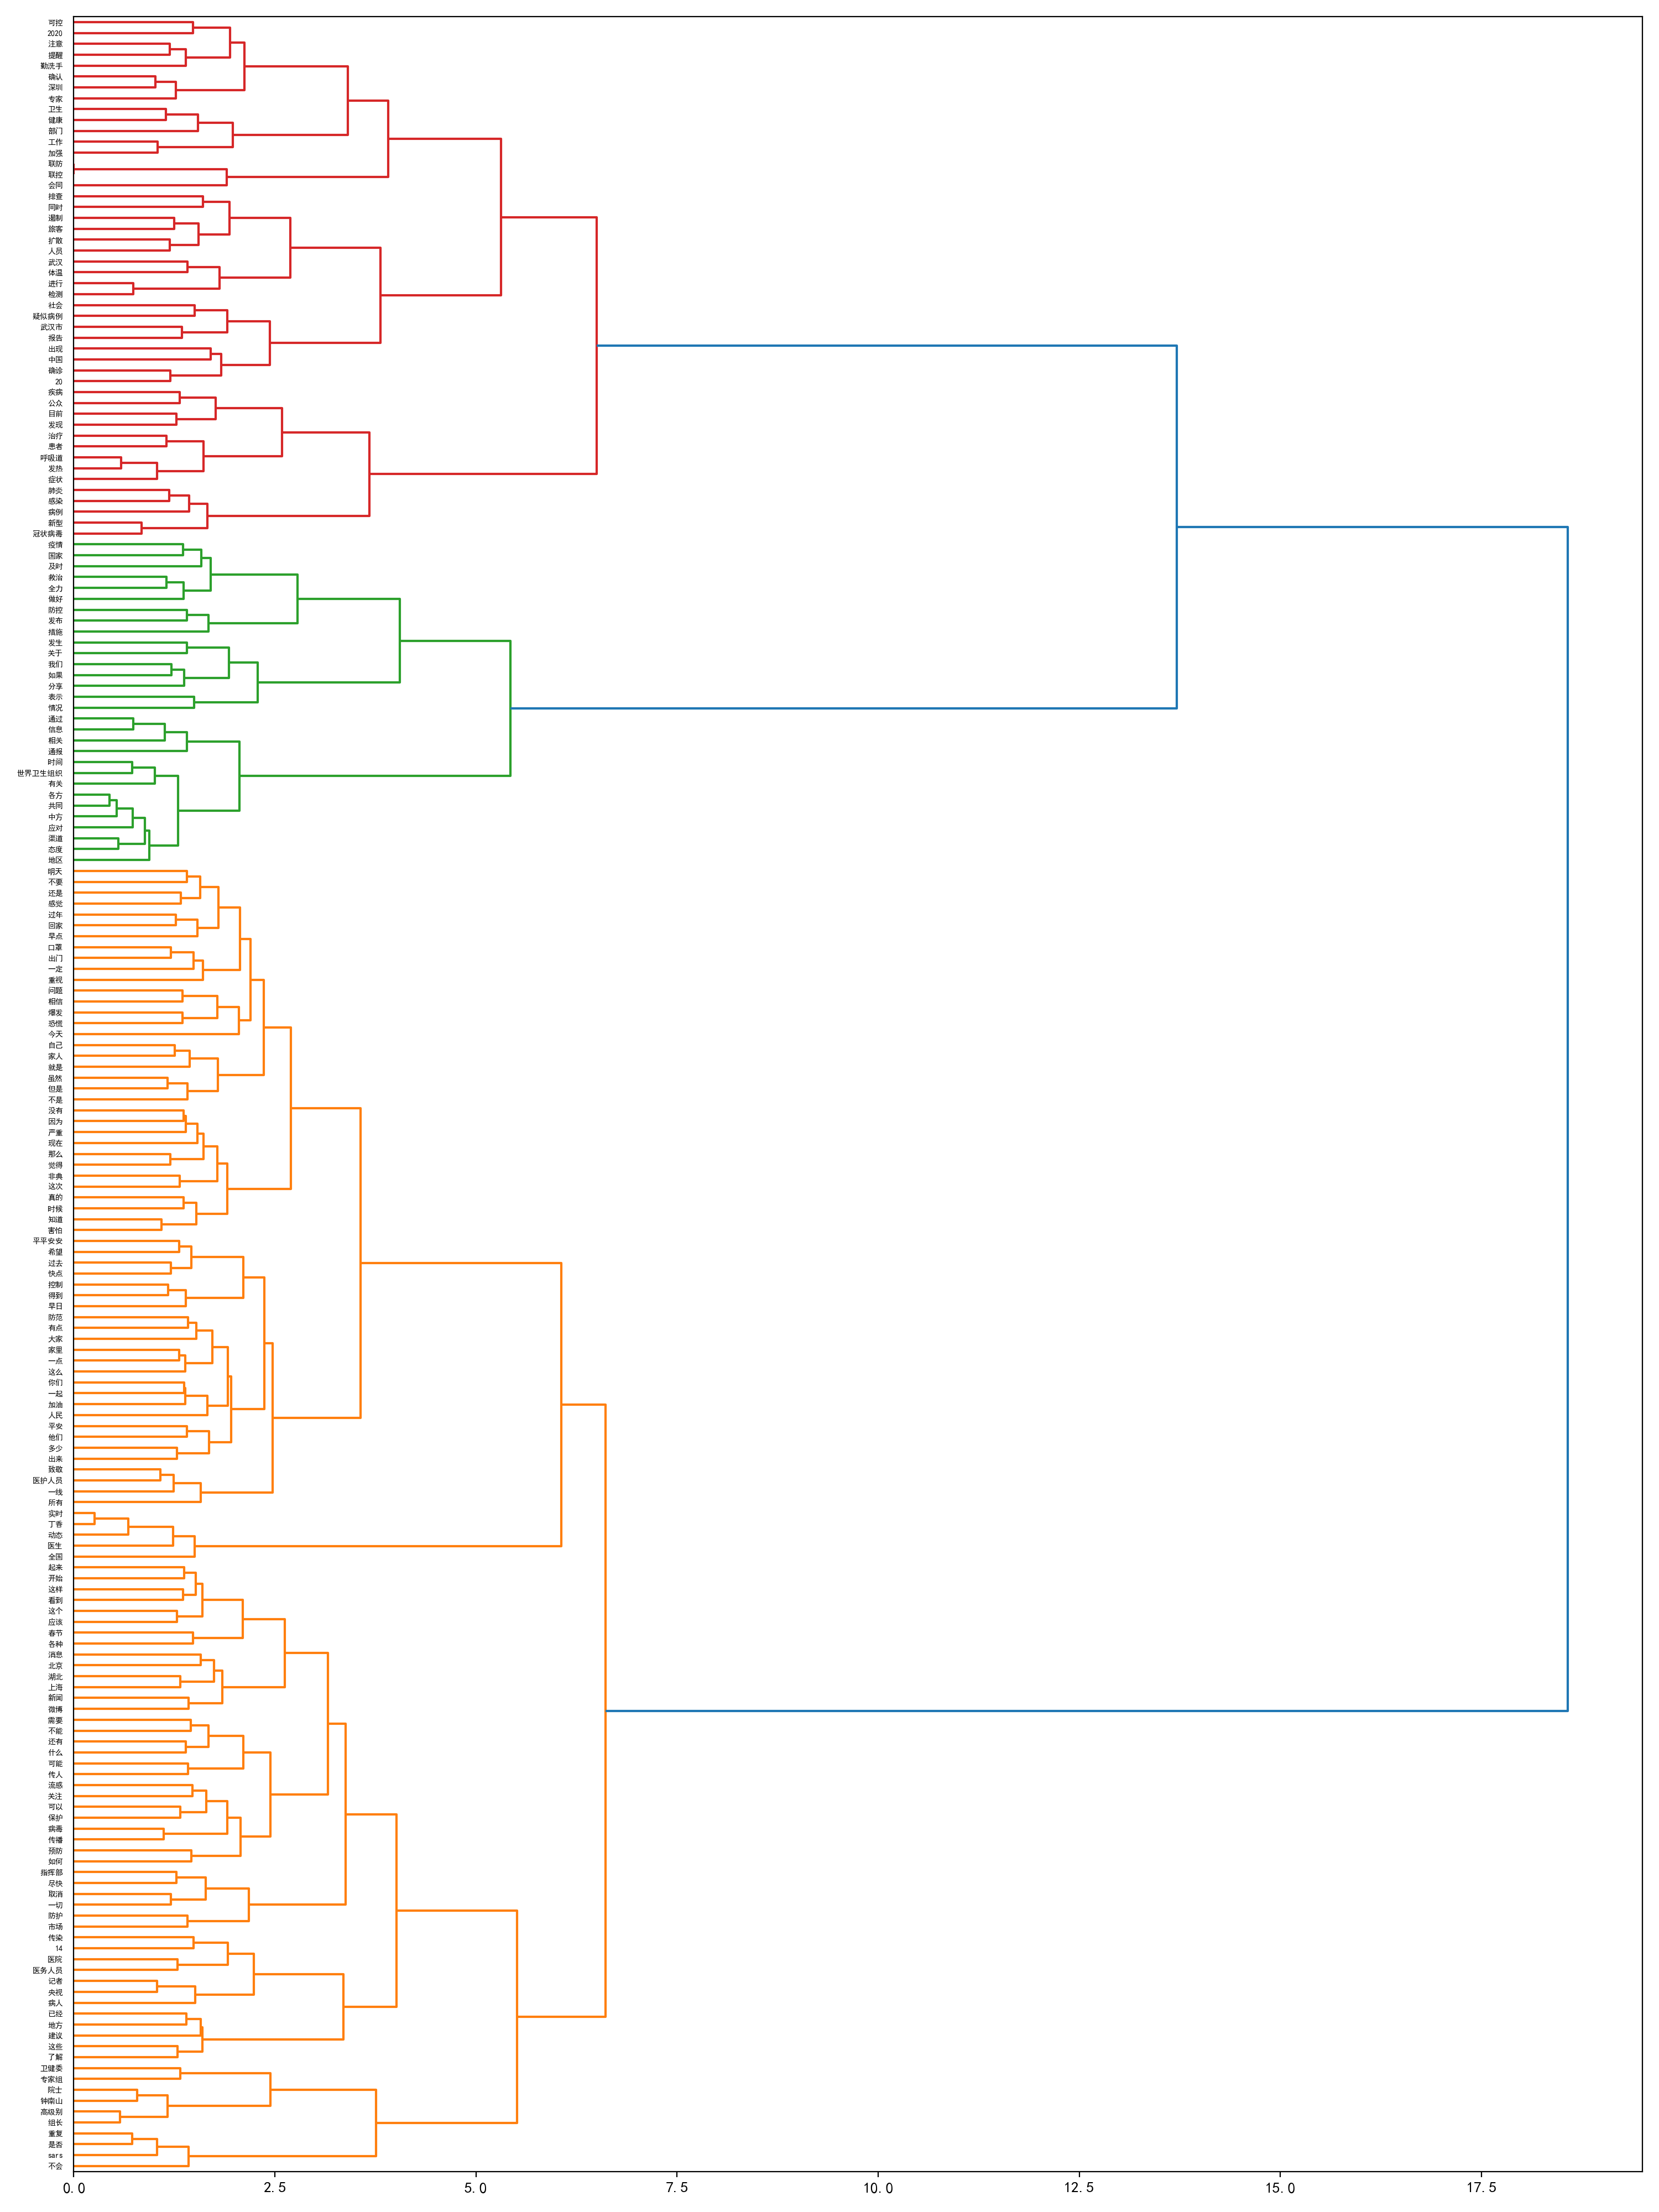 可控
2020
注意
提醒
勤洗手
确认
深圳
专家
卫生
健康
部门
工作
加强
联防
联控
会同
排查
同时
遏制
旅客
扩散
人员
武汉
体温
进行
检测
社会
疑似病例
武汉市
报告
出现
中国
确诊
20
疾病
公众
目前
发现
治疗
患者
呼吸道
发热
症状
肺炎
感染
病例
新型
冠状病毒
疫情
国家
及时
救治
全力
做好
防控
发布
措施
发生
关于
我们
如果
分享
表示
情况
通过
信息
相关
通报
时间
世界卫生组织
有关
各方
共同
中方
应对
渠道
态度
地区
明天
不要
还是
感觉
过年
回家
早点
口罩
出门
一定
重视
问题
相信
爆发
恐慌
今天
自己
家人
就是
虽然
但是
不是
没有
因为
严重
现在
那么
觉得
非典
这次
真的
时候
知道
害怕
平平安安
希望
过去
快点
控制
得到
早日
防范
有点
大家
家里
一点
这么
你们
一起
加油
人民
平安
他们
多少
出来
致敬
医护人员
一线
所有
实时
丁香
动态
医生
全国
起来
开始
这样
看到
这个
应该
春节
各种
消息
北京
湖北
上海
新闻
微博
需要
不能
还有
什么
可能
传人
流感
关注
可以
保护
病毒
传播
预防
如何
指挥部
尽快
取消
一切
防护
市场
传染
14
医院
医务人员
记者
央视
病人
已经
地方
建议
这些
了解
卫健委
专家组
院士
钟南山
高级别
组长
重复
是否
sars
不会
0.0 2.5 5.0 7.5 10.0 12.5 15.0 17.5